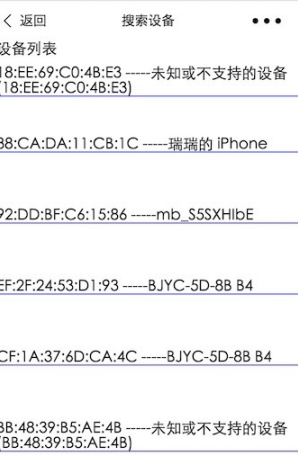 返回
搜索设备
设备列表
18:EE:69:C0:4B:E3 -----未知或不支持的设备
(18:EE:69:C0:4B:E3)
88:CA:DA:11:CB:1C -----瑞瑞的 iPhone
92:DD:BF:C6:15:86 -----mb_S5SXHIbE
EF:2F:24:53:D1:93 -----BJYC-5D-8B B4
CF:1A:37:6D:CA:4C -----BJYC-5D-8B B4
BB:48:39:B5:AE:4B -----未知或不支持的设备
(BB:48:39:B5:AE:4B)